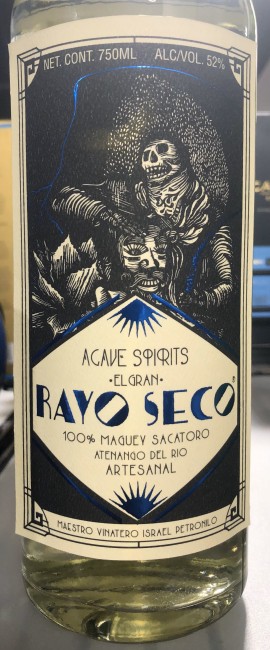 NET. CONT. 750ML ALC/VOL. 52%
AGAVE SPIRITS
•EL GRAN•
RAYO SECO
100% MAGUEY SACATORO
ATENANGO DEL RIO
ARTESANAL
MAESTRO VINATERO ISRAEL PETRONILO